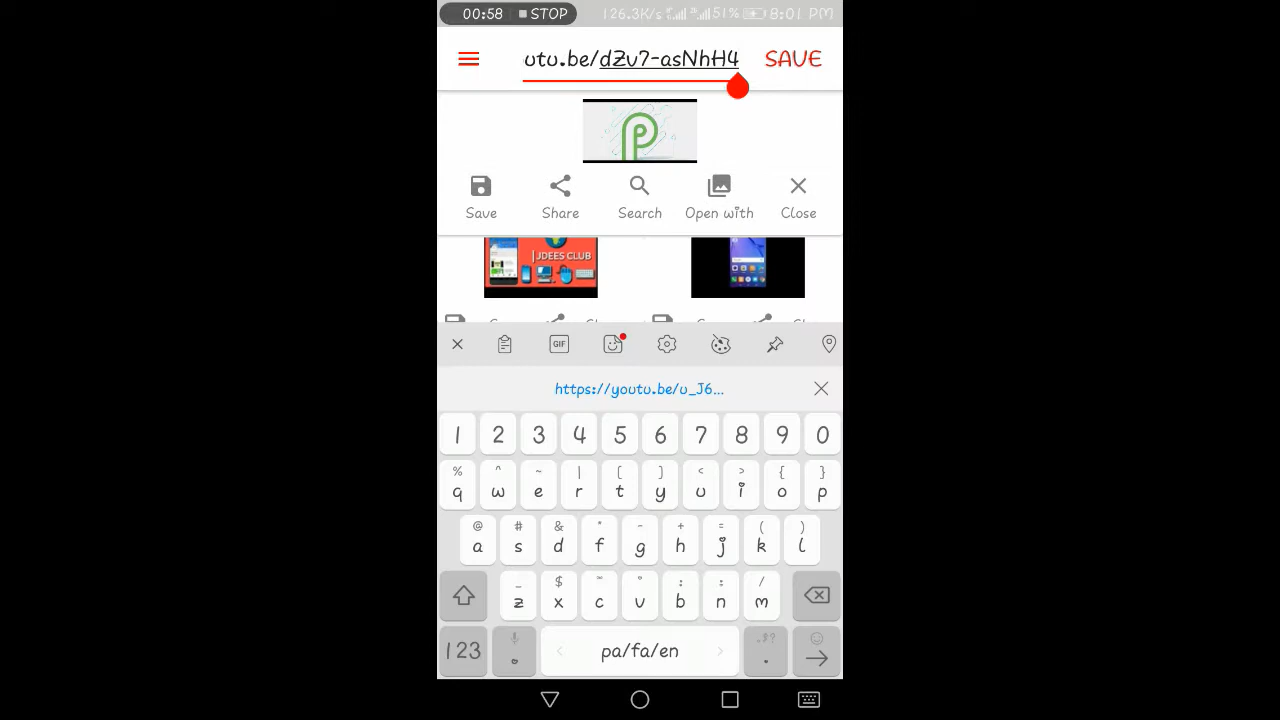 00:58 STOP 126.3K/s 51% 8:01 PM
utu.be/dZv7-asNhH4 SAVE
Save Share Search Open with Close
JDEES CLUB
GIF
https://youtu.be/u_J6...
1 2 3 4 5 6 7 8 9 0
% ^ ~ | [ ] < > { }
q w e r t y u i o p
@ # & * - + = ( )
a s d f g h j k l
_ $ " ' : ; /
z x c v b n m
123 pa/fa/en .